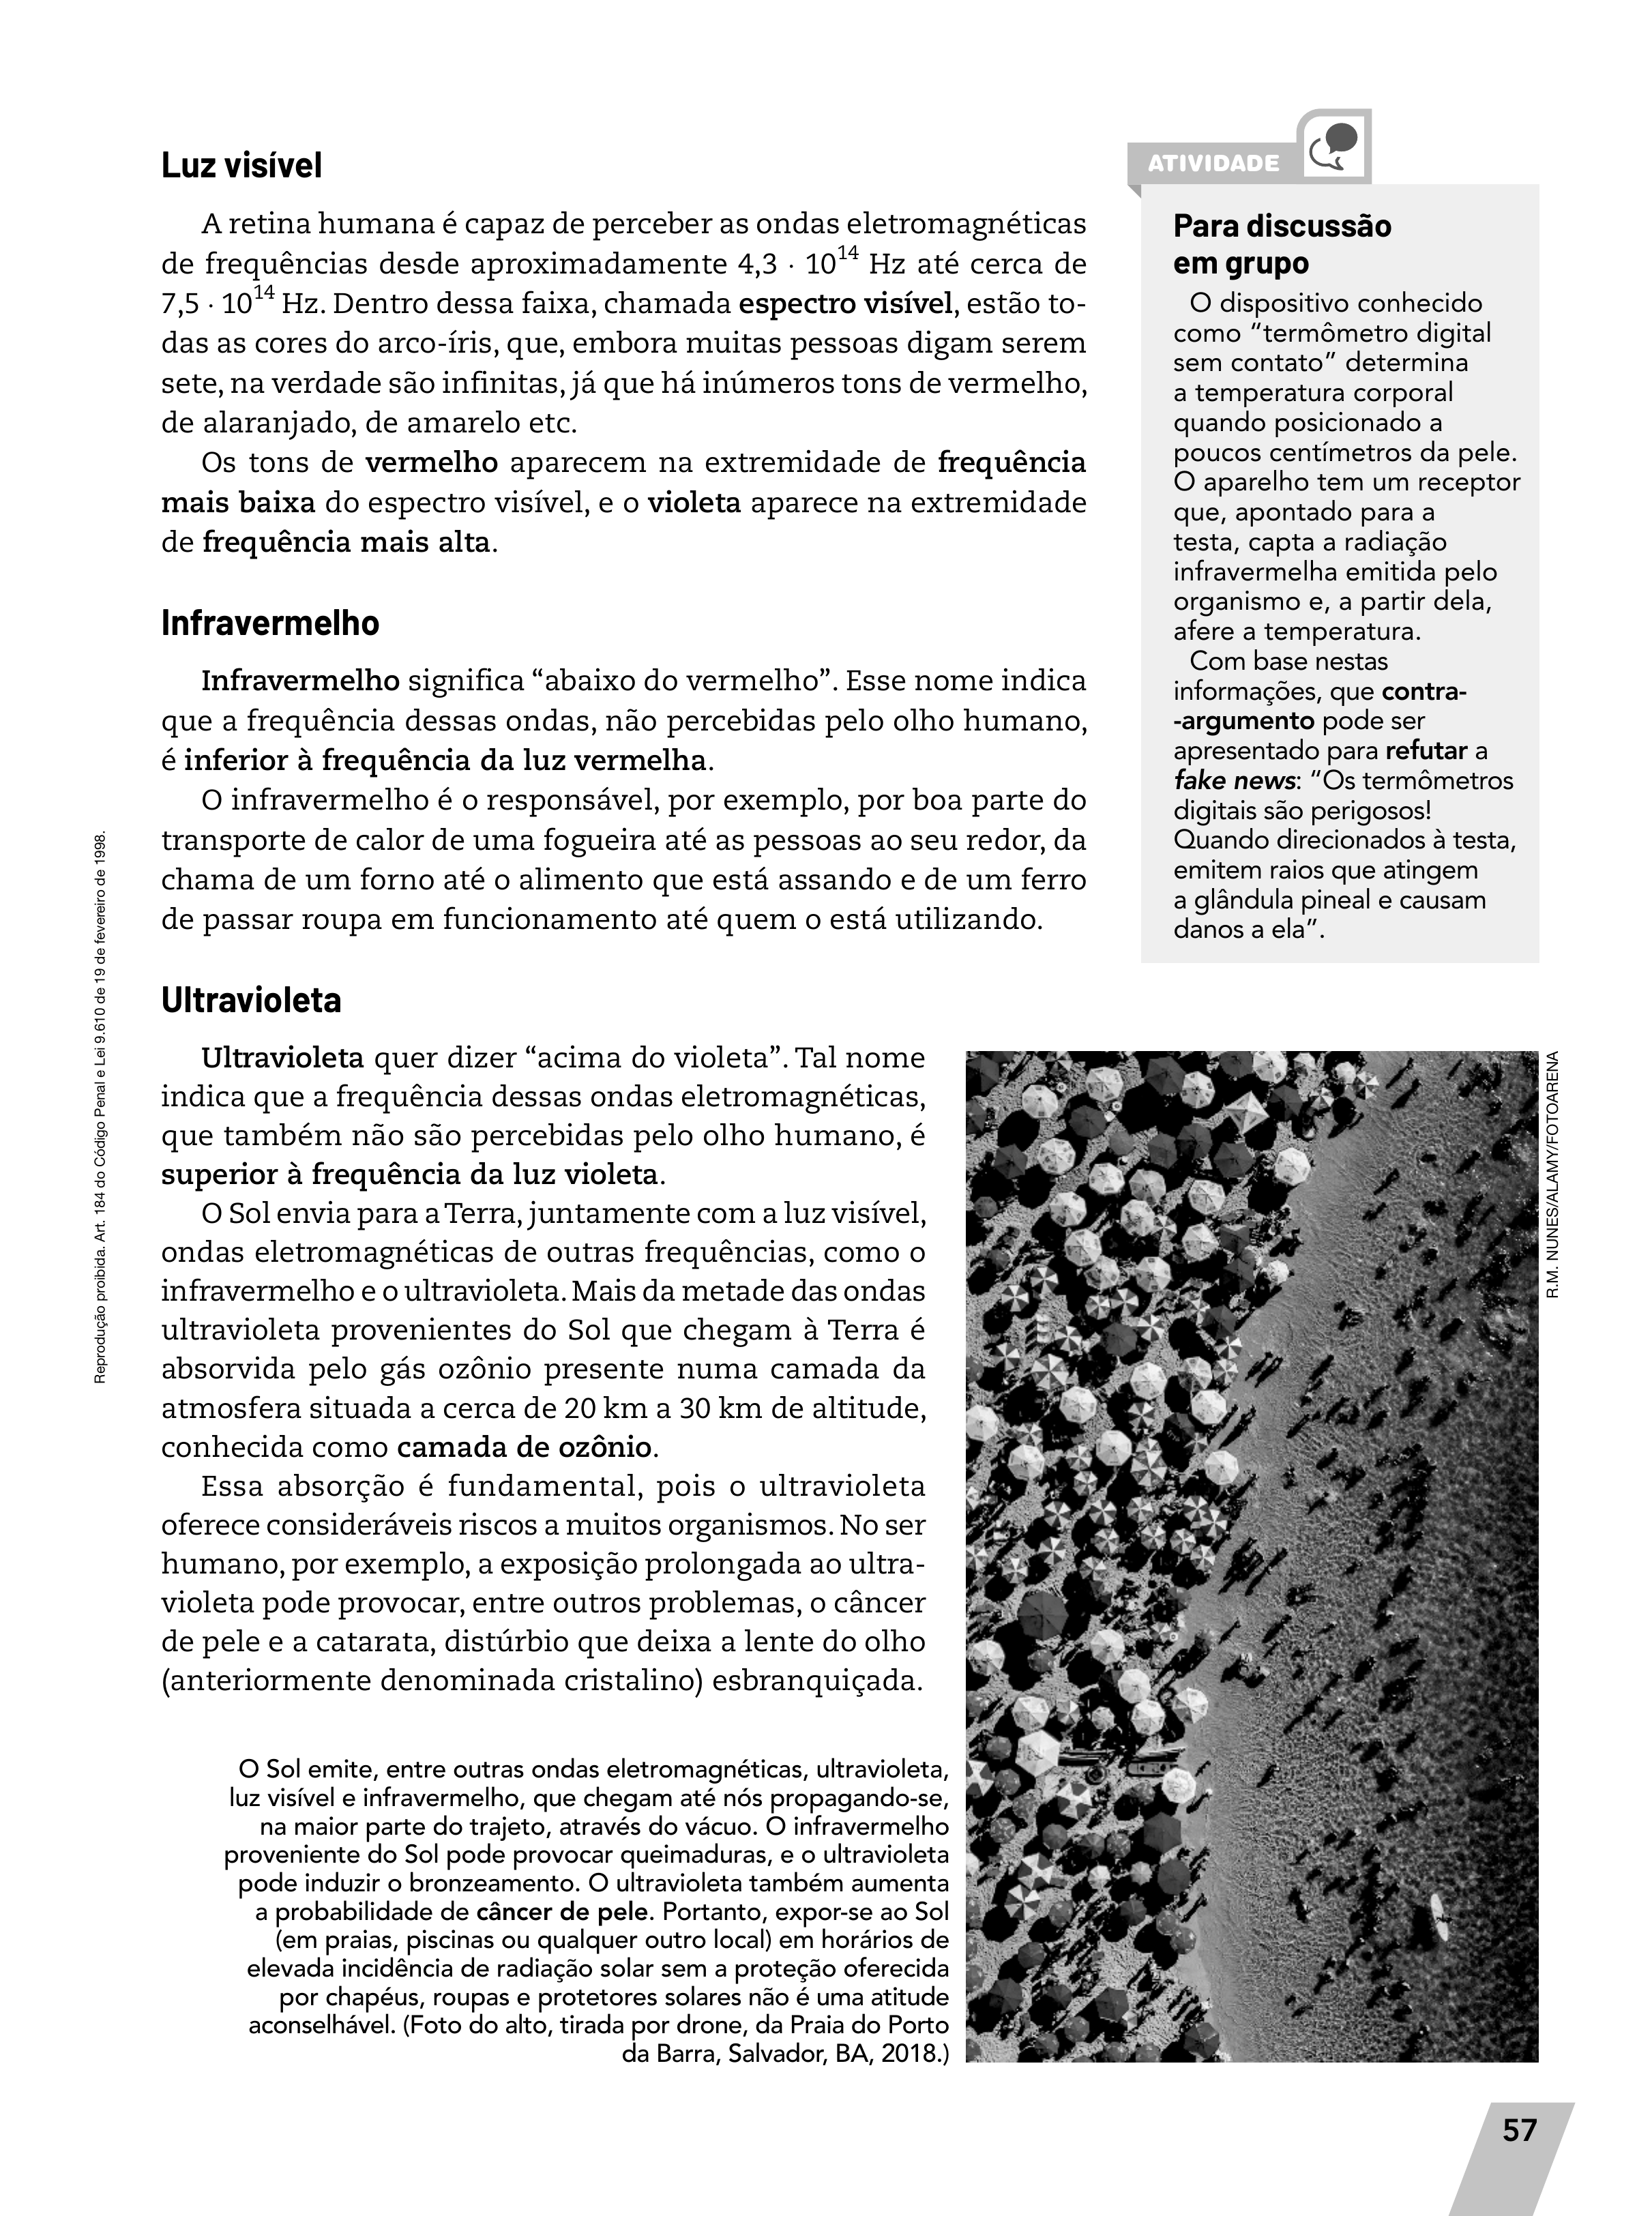 Luz visível
A retina humana é capaz de perceber as ondas eletromagnéticas
de frequências desde aproximadamente 4,3 · 10¹⁴ Hz até cerca de
7,5 · 10¹⁴ Hz. Dentro dessa faixa, chamada espectro visível, estão to-
das as cores do arco-íris, que, embora muitas pessoas digam serem
sete, na verdade são infinitas, já que há inúmeros tons de vermelho,
de alaranjado, de amarelo etc.
Os tons de vermelho aparecem na extremidade de frequência
mais baixa do espectro visível, e o violeta aparece na extremidade
de frequência mais alta.
Infravermelho
Infravermelho significa “abaixo do vermelho”. Esse nome indica
que a frequência dessas ondas, não percebidas pelo olho humano,
é inferior à frequência da luz vermelha.
O infravermelho é o responsável, por exemplo, por boa parte do
transporte de calor de uma fogueira até as pessoas ao seu redor, da
chama de um forno até o alimento que está assando e de um ferro
de passar roupa em funcionamento até quem o está utilizando.
Ultravioleta
Ultravioleta quer dizer “acima do violeta”. Tal nome
indica que a frequência dessas ondas eletromagnéticas,
que também não são percebidas pelo olho humano, é
superior à frequência da luz violeta.
O Sol envia para a Terra, juntamente com a luz visível,
ondas eletromagnéticas de outras frequências, como o
infravermelho e o ultravioleta. Mais da metade das ondas
ultravioleta provenientes do Sol que chegam à Terra é
absorvida pelo gás ozônio presente numa camada da
atmosfera situada a cerca de 20 km a 30 km de altitude,
conhecida como camada de ozônio.
Essa absorção é fundamental, pois o ultravioleta
oferece consideráveis riscos a muitos organismos. No ser
humano, por exemplo, a exposição prolongada ao ultra-
violeta pode provocar, entre outros problemas, o câncer
de pele e a catarata, distúrbio que deixa a lente do olho
(anteriormente denominada cristalino) esbranquiçada.
O Sol emite, entre outras ondas eletromagnéticas, ultravioleta,
luz visível e infravermelho, que chegam até nós propagando-se,
na maior parte do trajeto, através do vácuo. O infravermelho
proveniente do Sol pode provocar queimaduras, e o ultravioleta
pode induzir o bronzeamento. O ultravioleta também aumenta
a probabilidade de câncer de pele. Portanto, expor-se ao Sol
(em praias, piscinas ou qualquer outro local) em horários de
elevada incidência de radiação solar sem a proteção oferecida
por chapéus, roupas e protetores solares não é uma atitude
aconselhável. (Foto do alto, tirada por drone, da Praia do Porto
da Barra, Salvador, BA, 2018.)
ATIVIDADE
Para discussão
em grupo
O dispositivo conhecido
como “termômetro digital
sem contato” determina
a temperatura corporal
quando posicionado a
poucos centímetros da pele.
O aparelho tem um receptor
que, apontado para a
testa, capta a radiação
infravermelha emitida pelo
organismo e, a partir dela,
afere a temperatura.
Com base nestas
informações, que contra-
-argumento pode ser
apresentado para refutar a
fake news: “Os termômetros
digitais são perigosos!
Quando direcionados à testa,
emitem raios que atingem
a glândula pineal e causam
danos a ela”.
R.M. NUNES/ALAMY/FOTOARENA
Reprodução proibida. Art. 184 do Código Penal e Lei 9.610 de 19 de fevereiro de 1998.
57